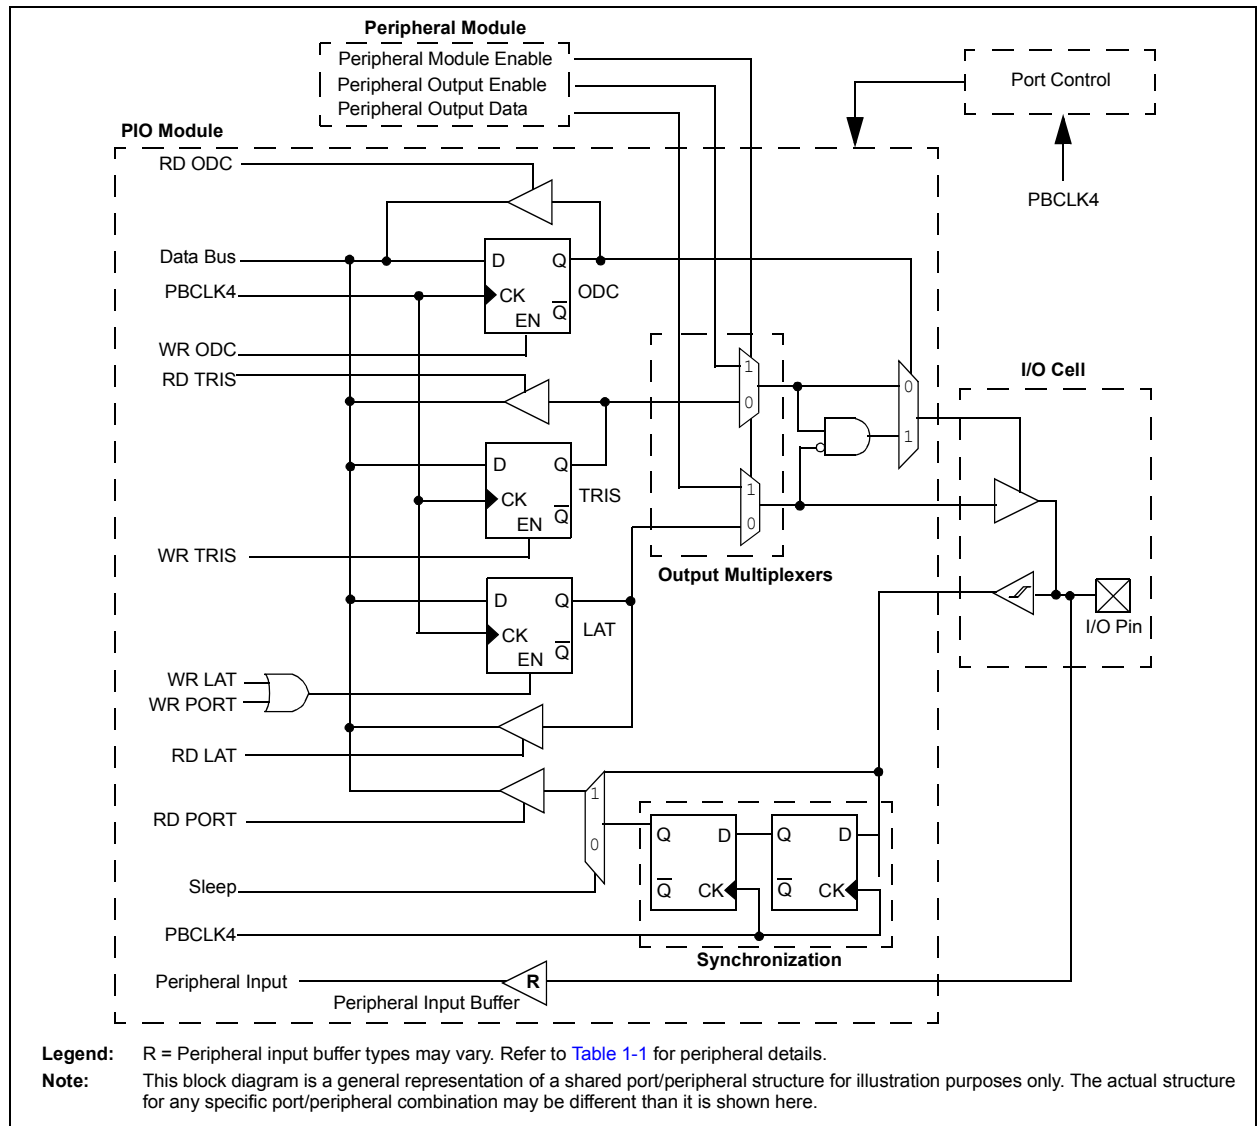 Peripheral Module
Peripheral Module Enable
Peripheral Output Enable
Peripheral Output Data
Port Control
PBCLK4
PIO Module
RD ODC
Data Bus
D Q
PBCLK4
CK
ODC
EN Q
WR ODC
RD TRIS
1
0
0
1
I/O Cell
D Q
CK
TRIS
EN Q
WR TRIS
1
0
Output Multiplexers
D Q
CK
LAT
EN Q
I/O Pin
WR LAT
WR PORT
RD LAT
RD PORT
1
0
Q D Q D
Q CK Q CK
Sleep
PBCLK4
Synchronization
Peripheral Input
R
Peripheral Input Buffer
Legend: R = Peripheral input buffer types may vary. Refer to Table 1-1 for peripheral details.
Note: This block diagram is a general representation of a shared port/peripheral structure for illustration purposes only. The actual structure
for any specific port/peripheral combination may be different than it is shown here.